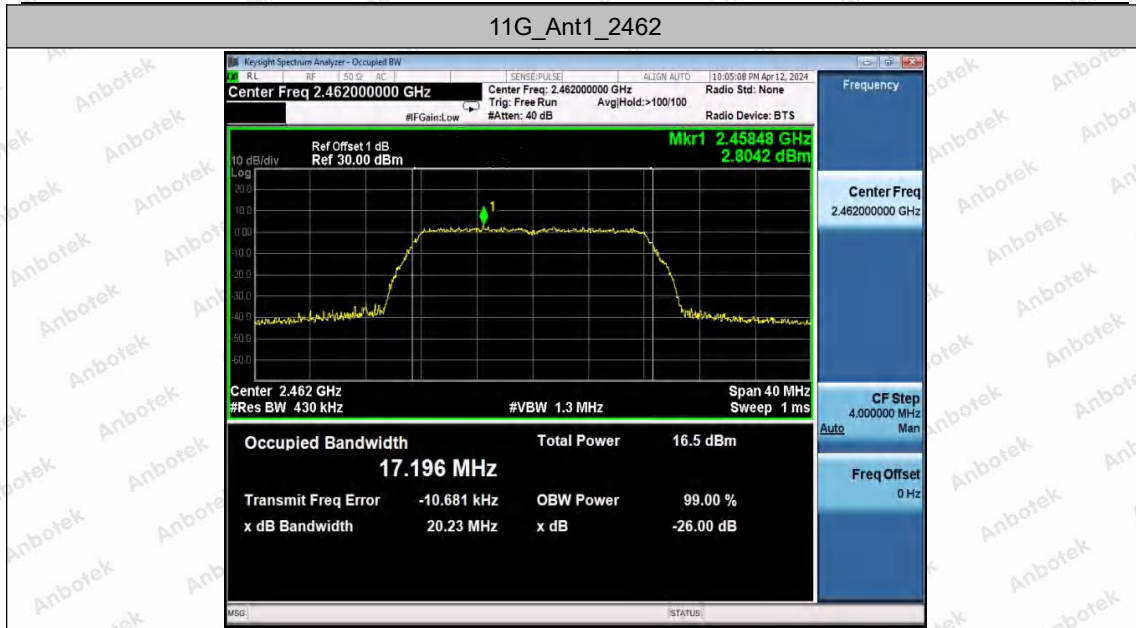 11G_Ant1_2462
Keysight Spectrum Analyzer - Occupied BW
RL RF 50 Ω AC SENSE:PULSE ALIGN AUTO 10:05:08 PM Apr 12, 2024
Center Freq 2.462000000 GHz Center Freq: 2.462000000 GHz Radio Std: None
Trig: Free Run Avg|Hold:>100/100
#IFGain:Low #Atten: 40 dB Radio Device: BTS
Frequency
Ref Offset 1 dB Mkr1 2.45848 GHz
10 dB/div Ref 30.00 dBm 2.8042 dBm
Log
20.0
10.0
0.00
-10.0
-20.0
-30.0
-40.0
-50.0
-60.0
1
Center 2.462 GHz Span 40 MHz
#Res BW 430 kHz #VBW 1.3 MHz Sweep 1 ms
Center Freq
2.462000000 GHz
CF Step
4.000000 MHz
Auto Man
Freq Offset
0 Hz
Occupied Bandwidth Total Power 16.5 dBm
17.196 MHz
Transmit Freq Error -10.681 kHz OBW Power 99.00 %
x dB Bandwidth 20.23 MHz x dB -26.00 dB
MSG STATUS
Anbotek